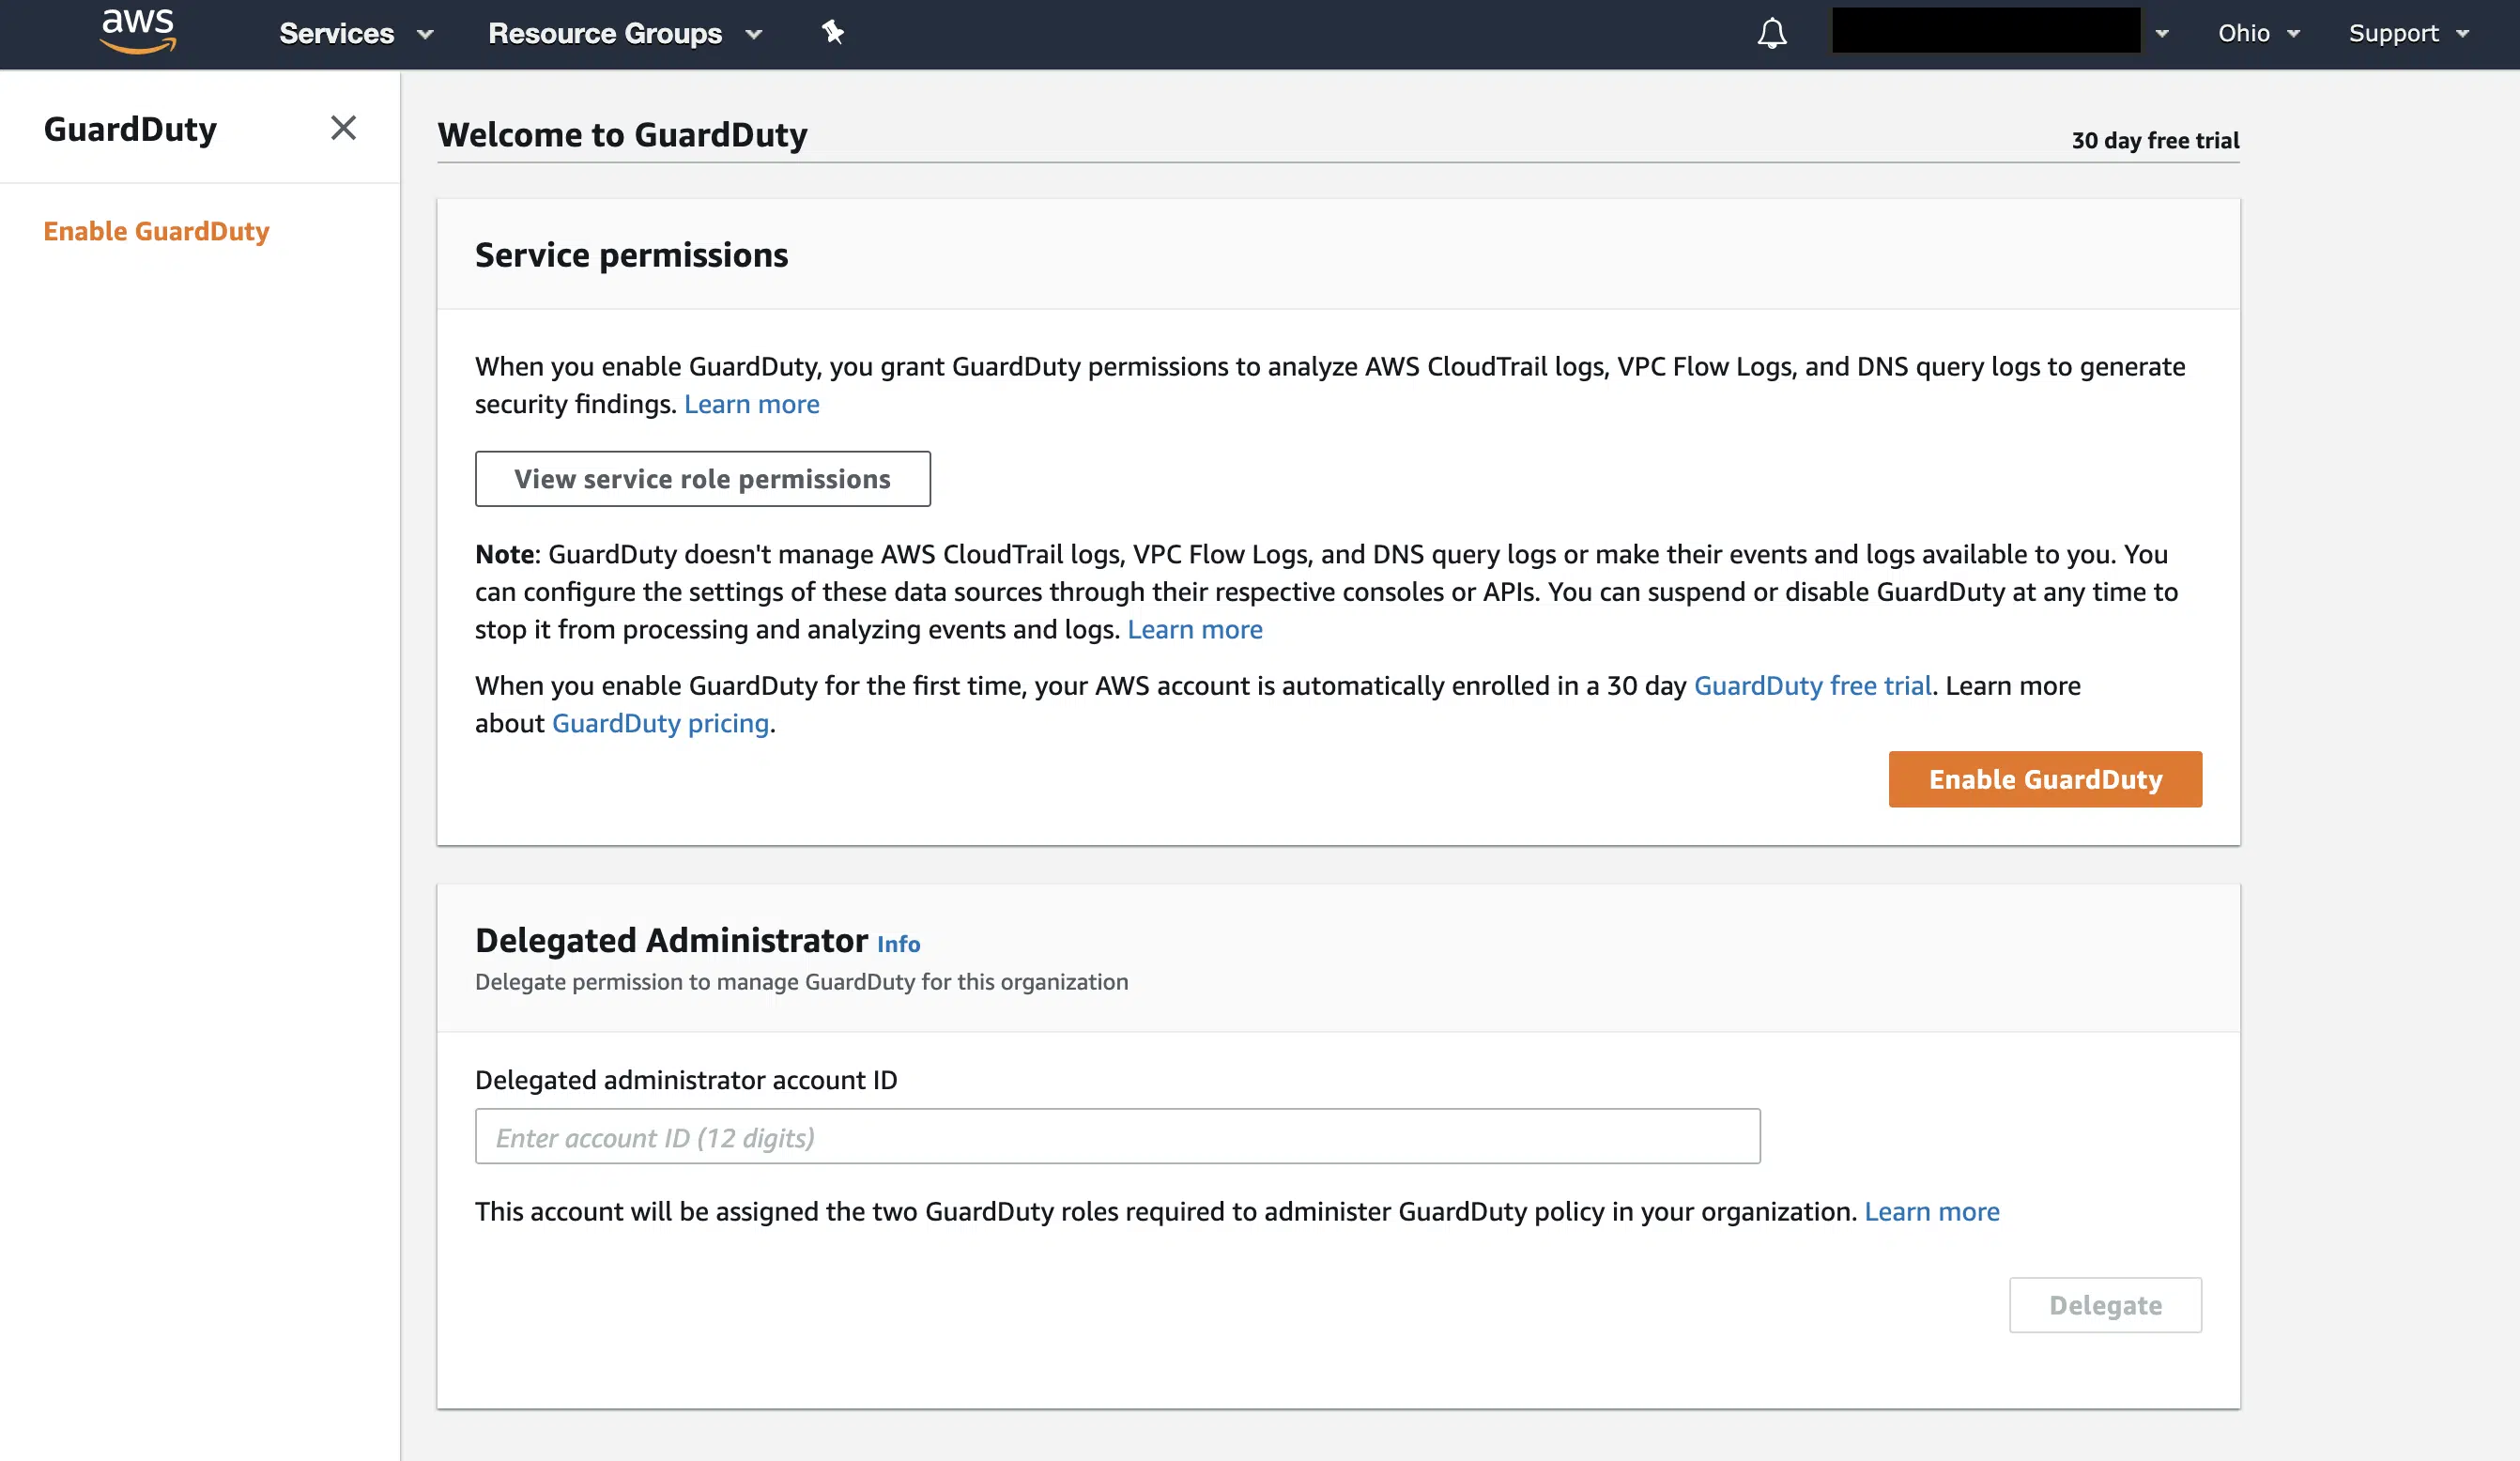 aws Services Resource Groups Ohio Support
GuardDuty
Enable GuardDuty
Welcome to GuardDuty
30 day free trial
Service permissions
When you enable GuardDuty, you grant GuardDuty permissions to analyze AWS CloudTrail logs, VPC Flow Logs, and DNS query logs to generate
security findings. Learn more
View service role permissions
Note: GuardDuty doesn't manage AWS CloudTrail logs, VPC Flow Logs, and DNS query logs or make their events and logs available to you. You
can configure the settings of these data sources through their respective consoles or APIs. You can suspend or disable GuardDuty at any time to
stop it from processing and analyzing events and logs. Learn more
When you enable GuardDuty for the first time, your AWS account is automatically enrolled in a 30 day GuardDuty free trial. Learn more
about GuardDuty pricing.
Enable GuardDuty
Delegated Administrator Info
Delegate permission to manage GuardDuty for this organization
Delegated administrator account ID
Enter account ID (12 digits)
This account will be assigned the two GuardDuty roles required to administer GuardDuty policy in your organization. Learn more
Delegate